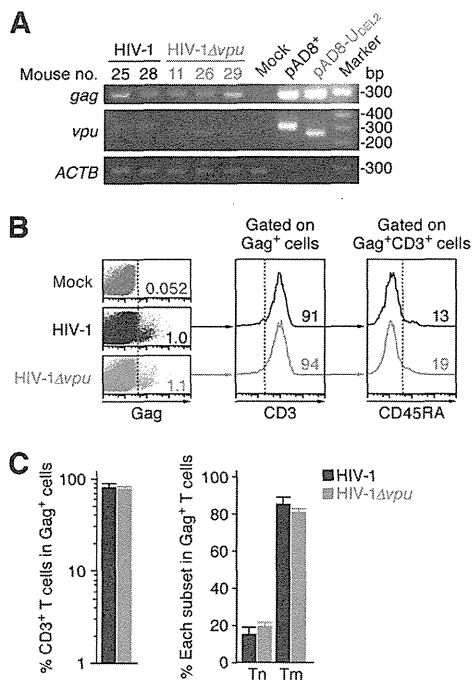 A
HIV-1 HIV-1Δvpu Mock pAD8+ pAD8-UDEL2 Marker
Mouse no. 25 28 11 26 29 bp
gag -300
-400
vpu -300
-200
ACTB -300
B
Gated on Gag+ cells
Gated on Gag+CD3+ cells
Mock 0.052
HIV-1 1.0 91 13
HIV-1Δvpu 1.1 94 19
Gag CD3 CD45RA
C
% CD3+ T cells in Gag+ cells
100
10
1
% Each subset in Gag+ T cells
100
80
60
40
20
0
Tn Tm
HIV-1
HIV-1Δvpu